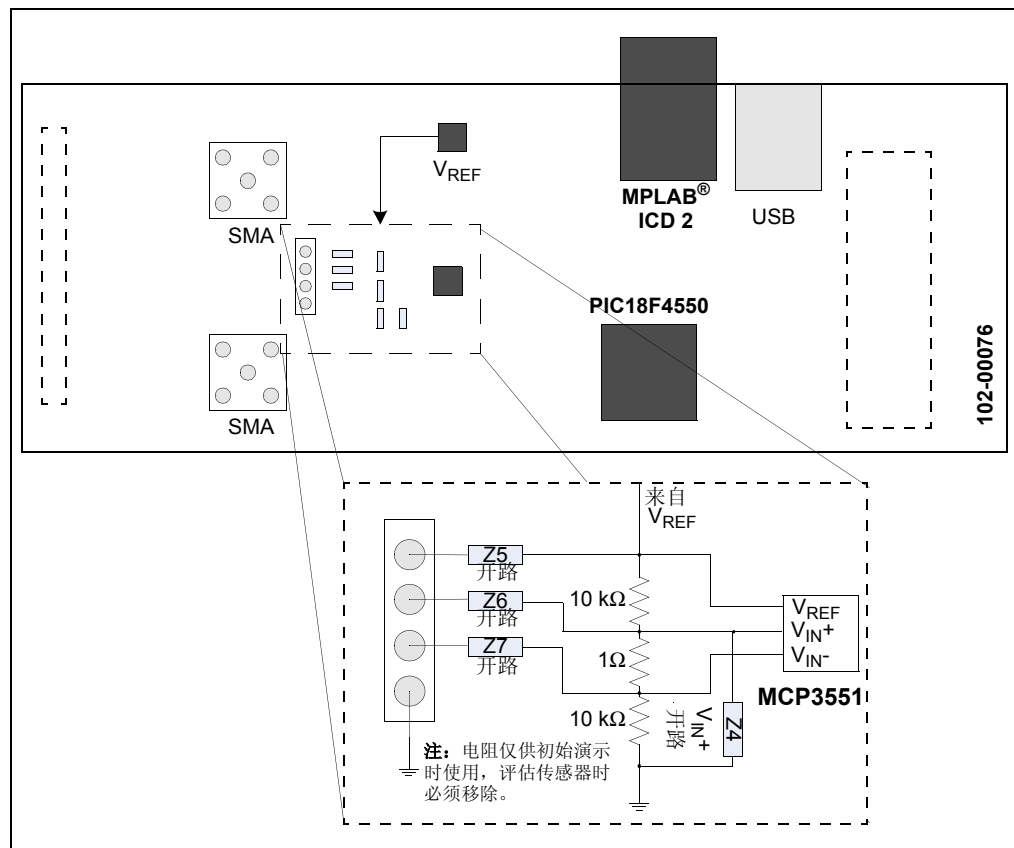 MPLAB®
ICD 2
USB
VREF
SMA
PIC18F4550
SMA
102-00076
来自
VREF
Z5
开路
10 kΩ
Z6
开路
VREF
VIN+
VIN-
1Ω
Z7
开路
MCP3551
10 kΩ
VIN+
开路
Z4
注：电阻仅供初始演示
时使用，评估传感器时
必须移除。